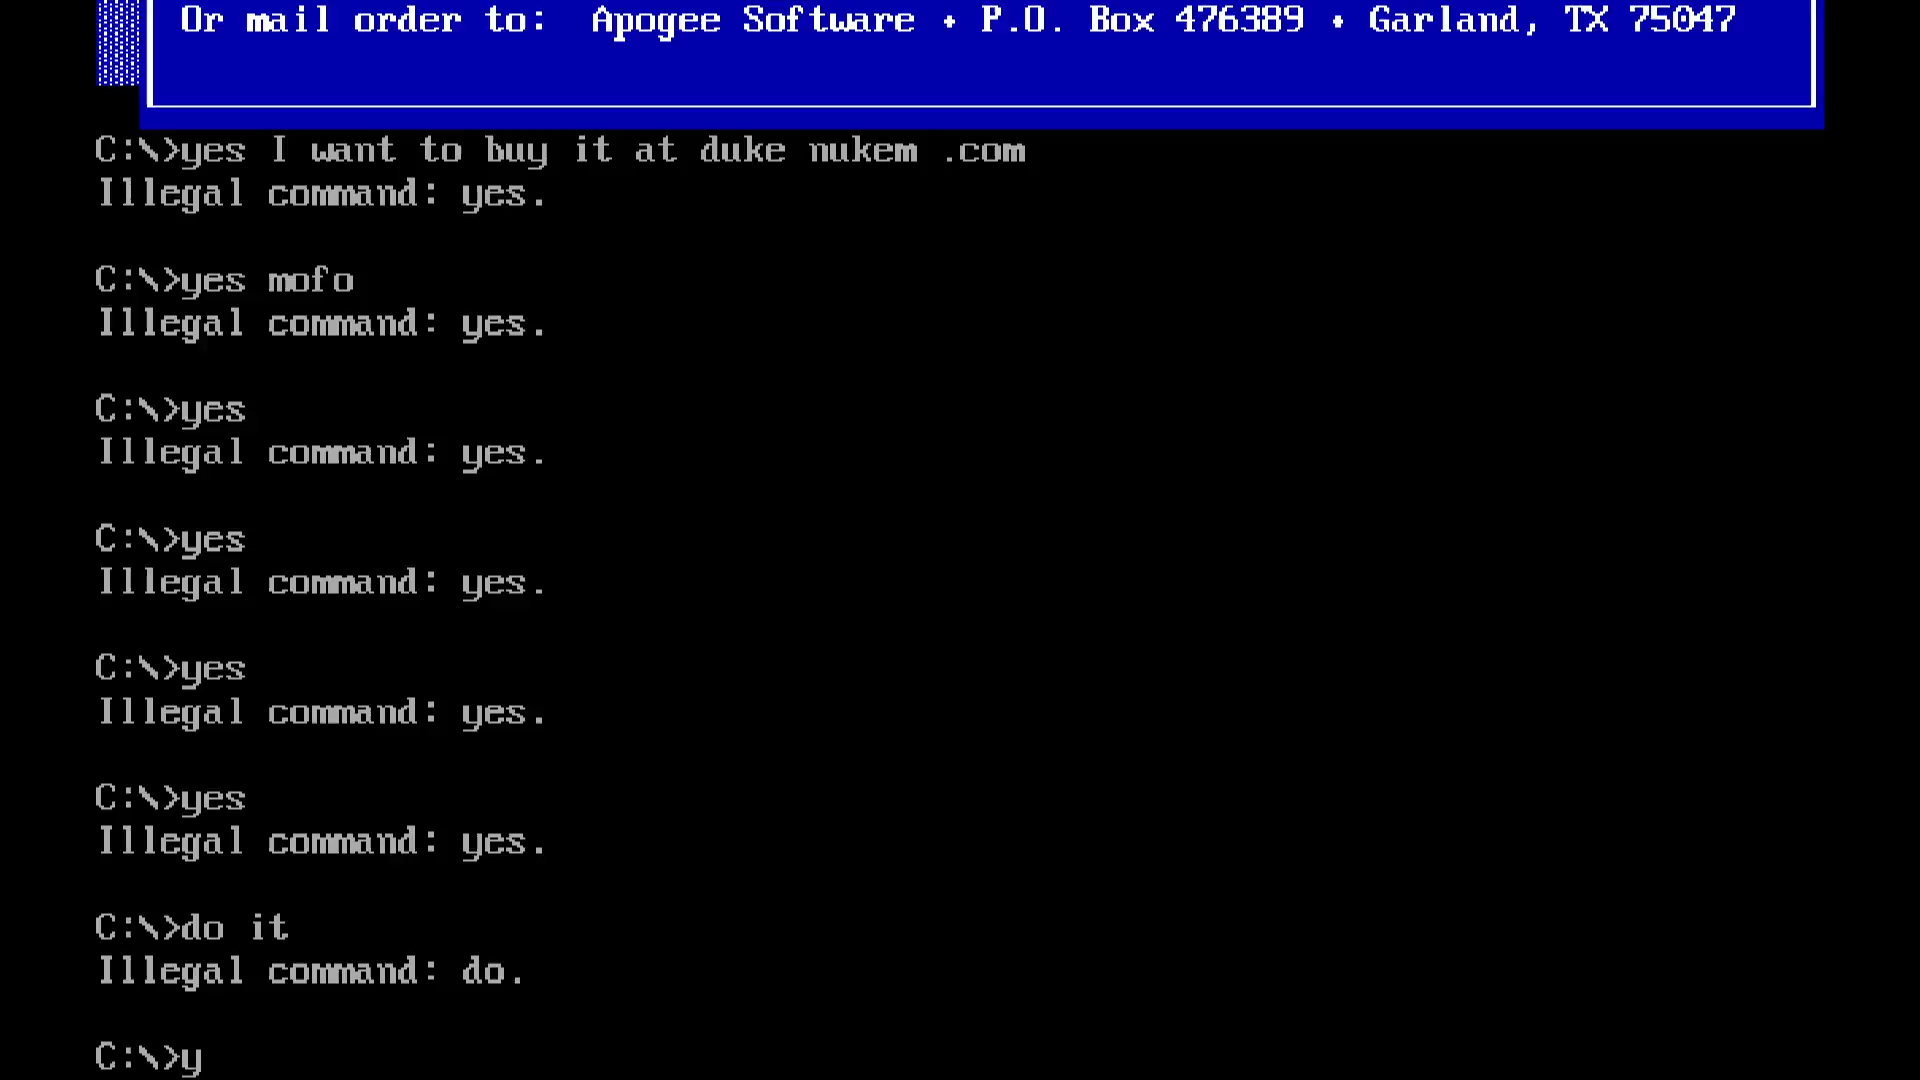 Or mail order to:  Apogee Software • P.O. Box 476389 • Garland, TX 75047
C:\>yes I want to buy it at duke nukem .com
Illegal command: yes.
C:\>yes mofo
Illegal command: yes.
C:\>yes
Illegal command: yes.
C:\>yes
Illegal command: yes.
C:\>yes
Illegal command: yes.
C:\>yes
Illegal command: yes.
C:\>do it
Illegal command: do.
C:\>y